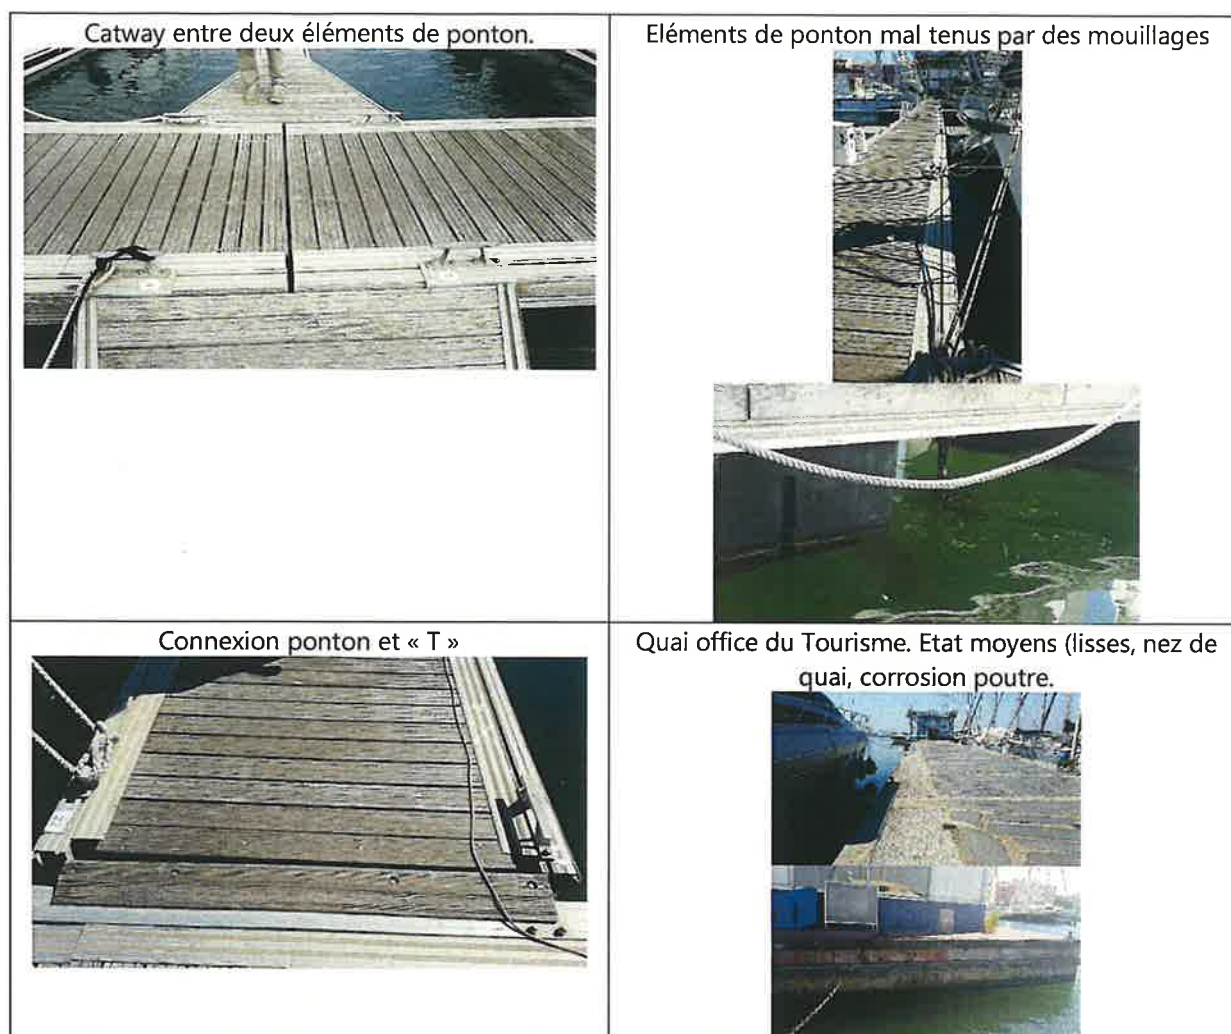 Catway entre deux éléments de ponton.
Eléments de ponton mal tenus par des mouillages
Connexion ponton et « T »
Quai office du Tourisme. Etat moyens (lisses, nez de
quai, corrosion poutre.